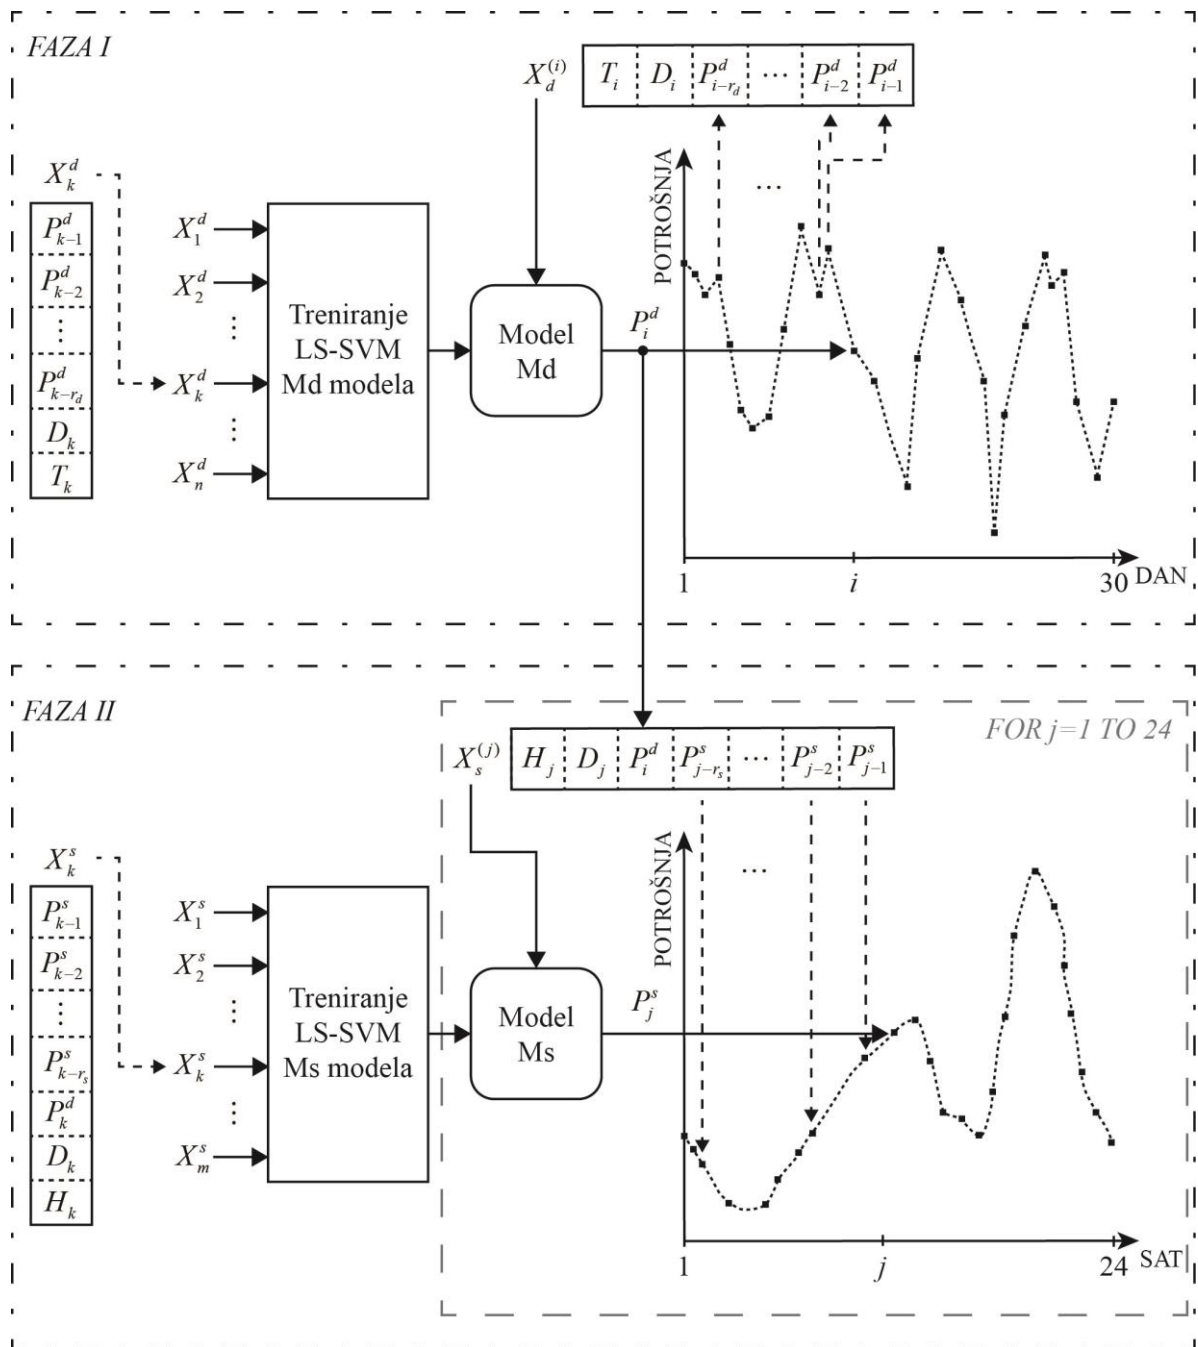 FAZA I
X_d^{(i)}
T_i D_i P_{i-r_d}^d ... P_{i-2}^d P_{i-1}^d
POTROŠNJA
...
X_k^d
P_{k-1}^d
P_{k-2}^d
⋮
P_{k-r_d}^d
D_k
T_k
X_1^d
X_2^d
⋮
X_k^d
⋮
X_n^d
Treniranje
LS-SVM
Md modela
Model
Md
P_i^d
1 i 30 DAN
FAZA II
FOR j=1 TO 24
X_s^{(j)}
H_j D_j P_i^d P_{j-r_s}^s ... P_{j-2}^s P_{j-1}^s
POTROŠNJA
...
X_k^s
P_{k-1}^s
P_{k-2}^s
⋮
P_{k-r_s}^s
P_k^d
D_k
H_k
X_1^s
X_2^s
⋮
X_k^s
⋮
X_m^s
Treniranje
LS-SVM
Ms modela
Model
Ms
P_j^s
1 j 24 SAT